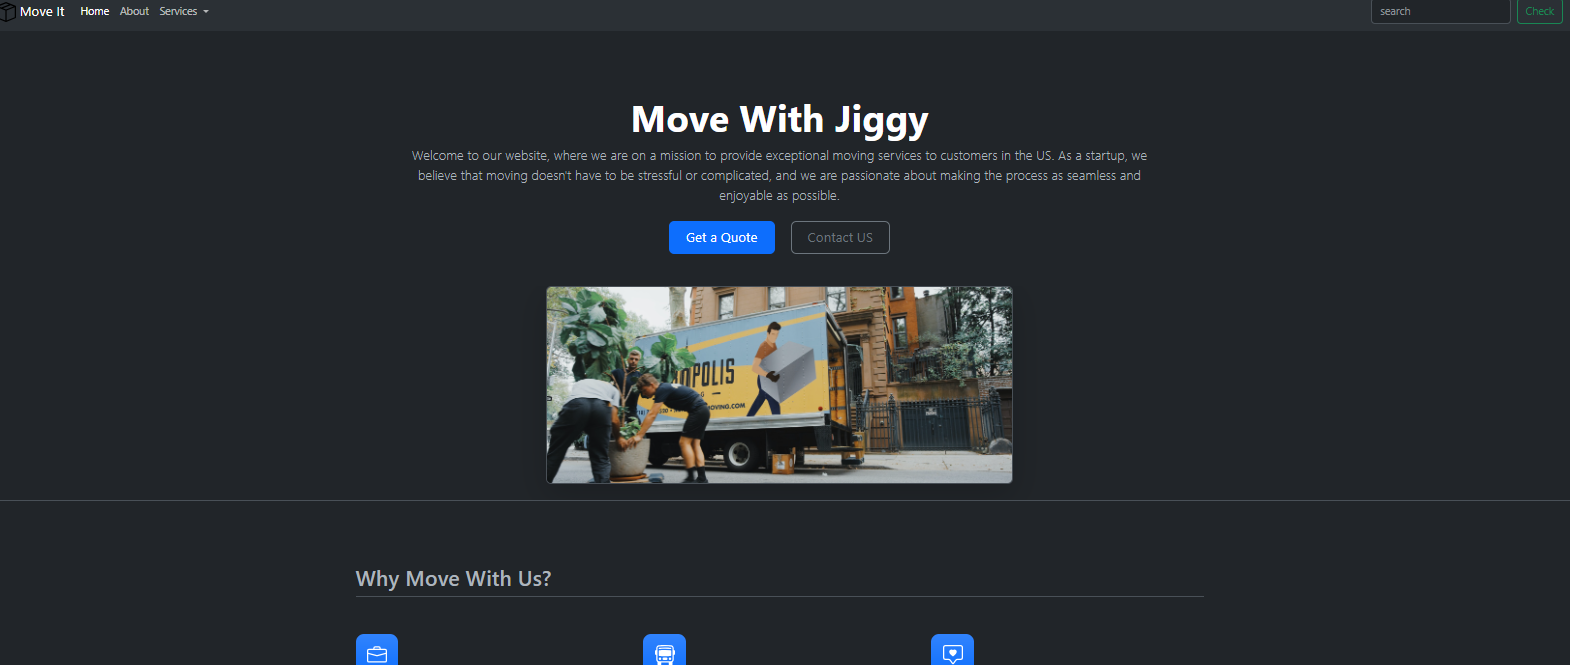 Move It Home About Services search Check
Move With Jiggy
Welcome to our website, where we are on a mission to provide exceptional moving services to customers in the US. As a startup, we
believe that moving doesn't have to be stressful or complicated, and we are passionate about making the process as seamless and
enjoyable as possible.
Get a Quote Contact US
Why Move With Us?